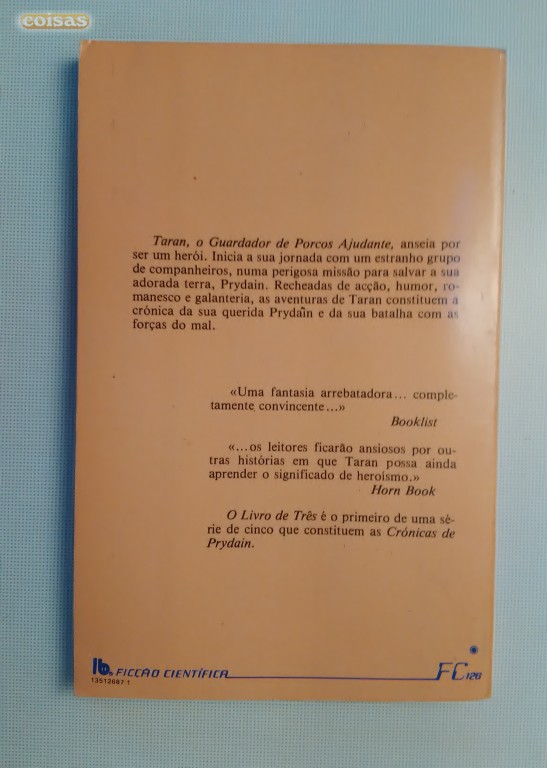 coisas
Taran, o Guardador de Porcos Ajudante, anseia por
ser um herói. Inicia a sua jornada com um estranho grupo
de companheiros, numa perigosa missão para salvar a sua
adorada terra, Prydain. Recheadas de acção, humor, ro-
manesco e galanteria, as aventuras de Taran constituem a
crónica da sua querida Prydain e da sua batalha com as
forças do mal.
«Uma fantasia arrebatadora... comple-
tamente convincente...»
Booklist
«...os leitores ficarão ansiosos por ou-
tras histórias em que Taran possa ainda
aprender o significado de heroísmo.»
Horn Book
O Livro de Três é o primeiro de uma sé-
rie de cinco que constituem as Crónicas de
Prydain.
FICÇÃO CIENTÍFICA
13512687 1
FC 128